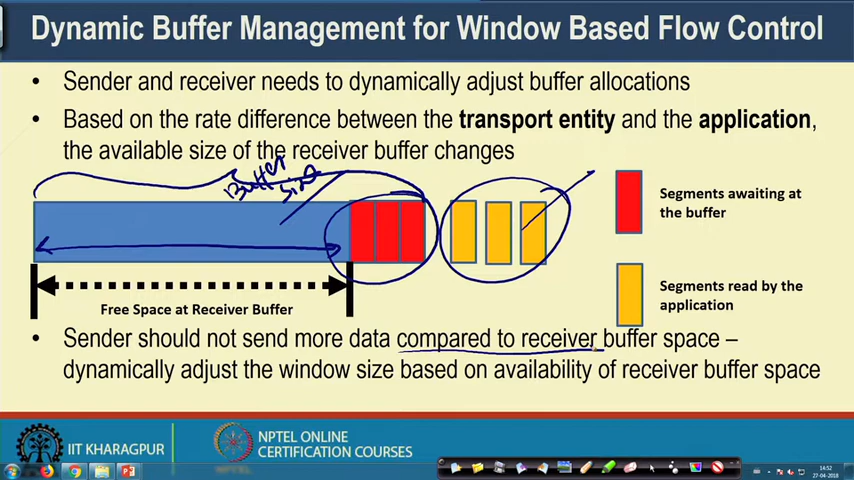 Dynamic Buffer Management for Window Based Flow Control
• Sender and receiver needs to dynamically adjust buffer allocations
• Based on the rate difference between the transport entity and the application,
the available size of the receiver buffer changes
Buffer
Size
Segments awaiting at
the buffer
Free Space at Receiver Buffer
Segments read by the
application
• Sender should not send more data compared to receiver buffer space –
dynamically adjust the window size based on availability of receiver buffer space
IIT KHARAGPUR
NPTEL ONLINE
CERTIFICATION COURSES
14:52
27-04-2018